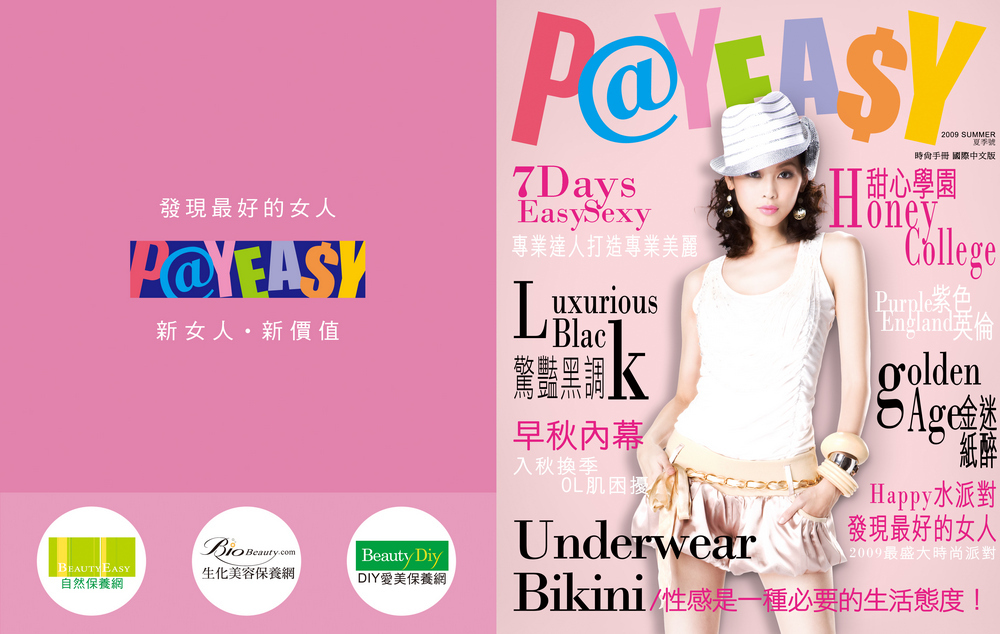 發現最好的女人
P@YEA$Y
新女人·新價值
BEAUTYEASY
自然保養網
BioBeauty.com
生化美容保養網
Beauty Diy
DIY愛美保養網
P@YEA$Y
2009 SUMMER
夏季號
時尚手冊 國際中文版
7Days
EasySexy
專業達人打造專業美麗
Luxurious
Black
驚豔黑調
早秋內幕
入秋換季
OL肌困擾
Underwear
Bikini/性感是一種必要的生活態度！
甜心學園
Honey
College
Purple紫色
England英倫
golden
Age金迷
紙醉
Happy水派對
發現最好的女人
2009最盛大時尚派對